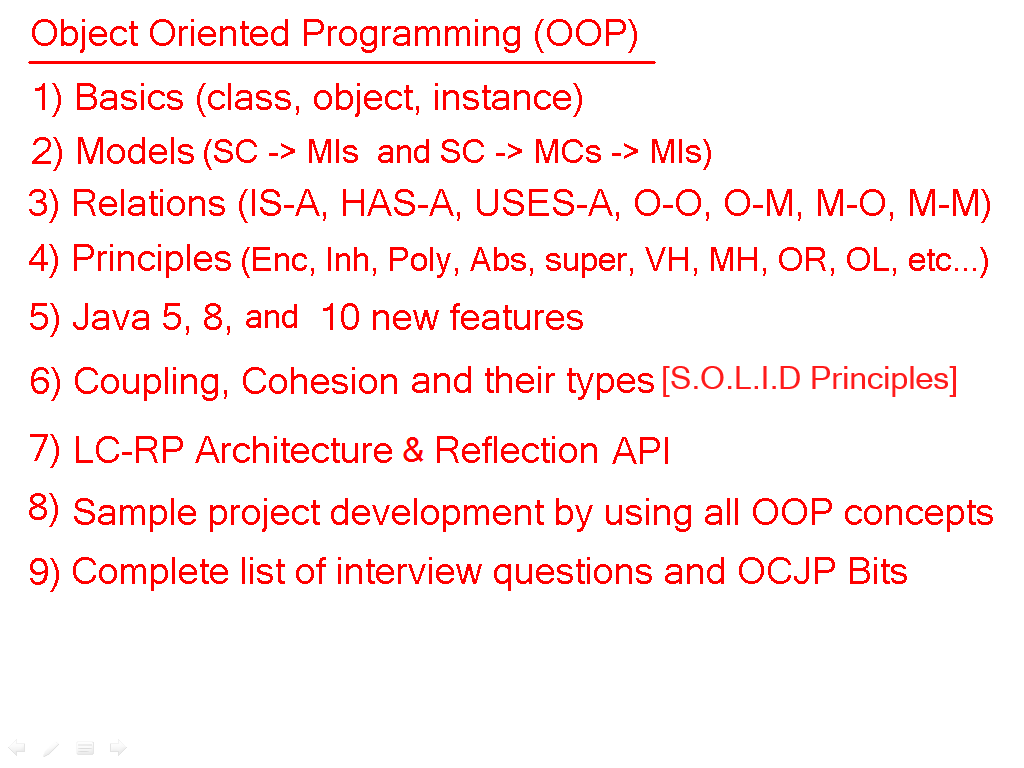 Object Oriented Programming (OOP)
1) Basics (class, object, instance)
2) Models (SC -> MIs and SC -> MCs -> MIs)
3) Relations (IS-A, HAS-A, USES-A, O-O, O-M, M-O, M-M)
4) Principles (Enc, Inh, Poly, Abs, super, VH, MH, OR, OL, etc...)
5) Java 5, 8, and 10 new features
6) Coupling, Cohesion and their types [S.O.L.I.D Principles]
7) LC-RP Architecture & Reflection API
8) Sample project development by using all OOP concepts
9) Complete list of interview questions and OCJP Bits